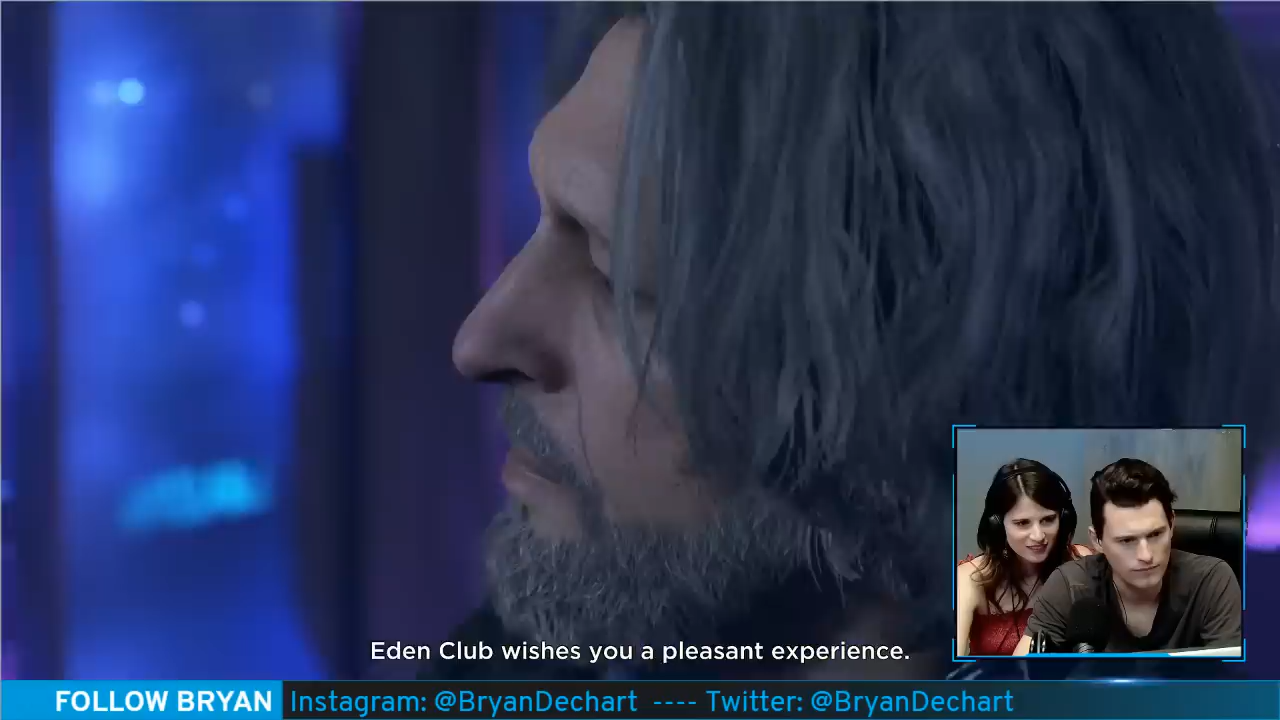 Eden Club wishes you a pleasant experience.
FOLLOW BRYAN Instagram: @BryanDechart ---- Twitter: @BryanDechart